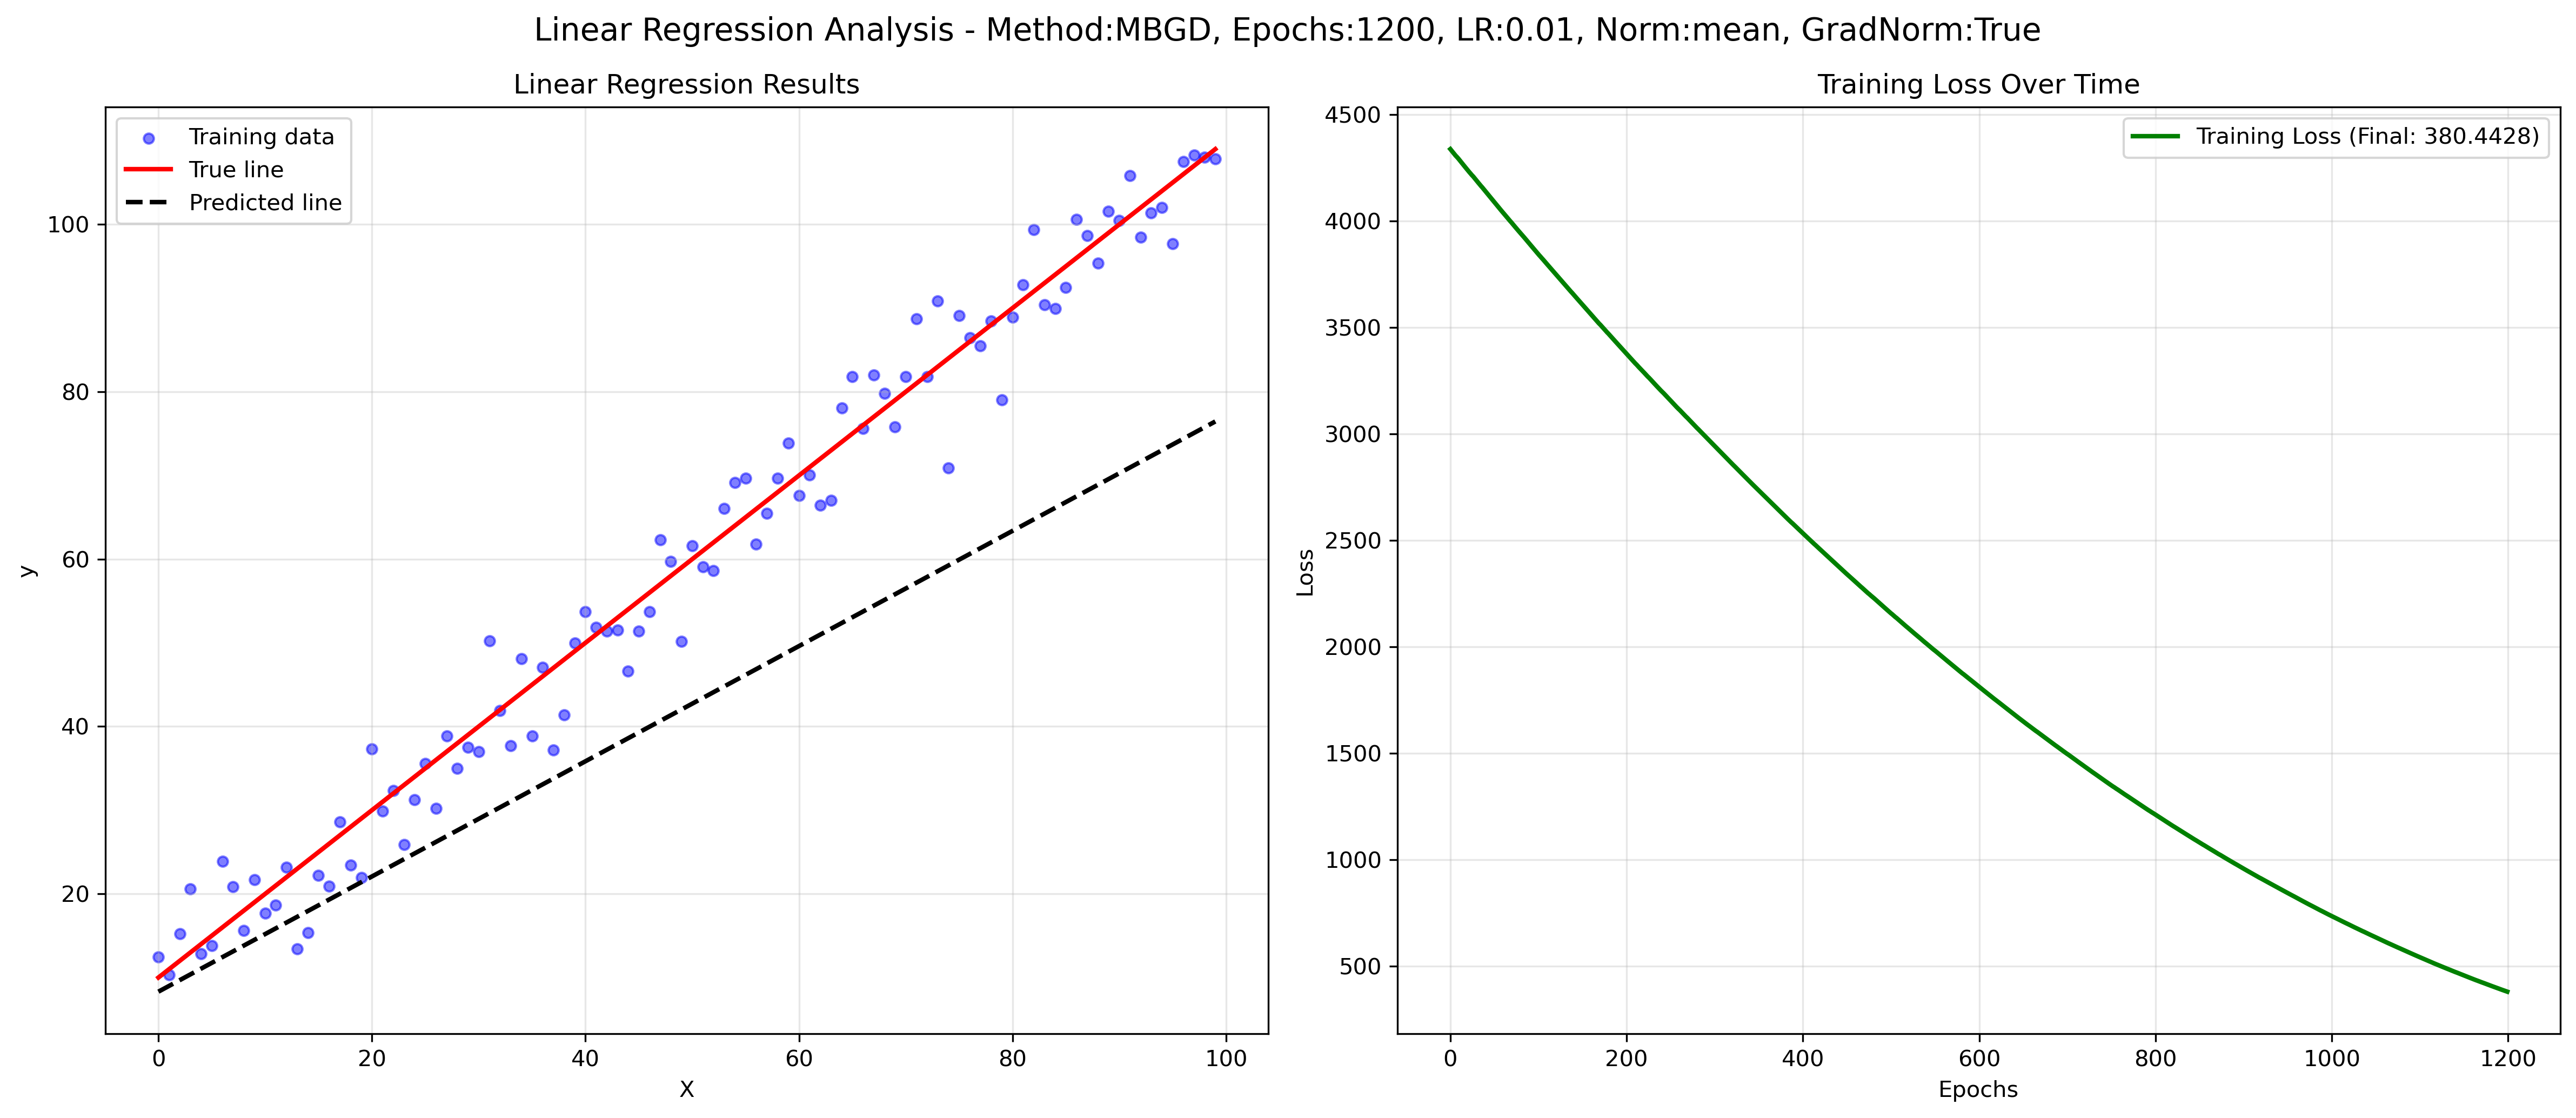 Linear Regression Analysis - Method:MBGD, Epochs:1200, LR:0.01, Norm:mean, GradNorm:True
Linear Regression Results
Training data
True line
Predicted line
100
80
60
40
20
y
0
20
40
60
80
100
X
Training Loss Over Time
Training Loss (Final: 380.4428)
4500
4000
3500
3000
2500
2000
1500
1000
500
Loss
0
200
400
600
800
1000
1200
Epochs